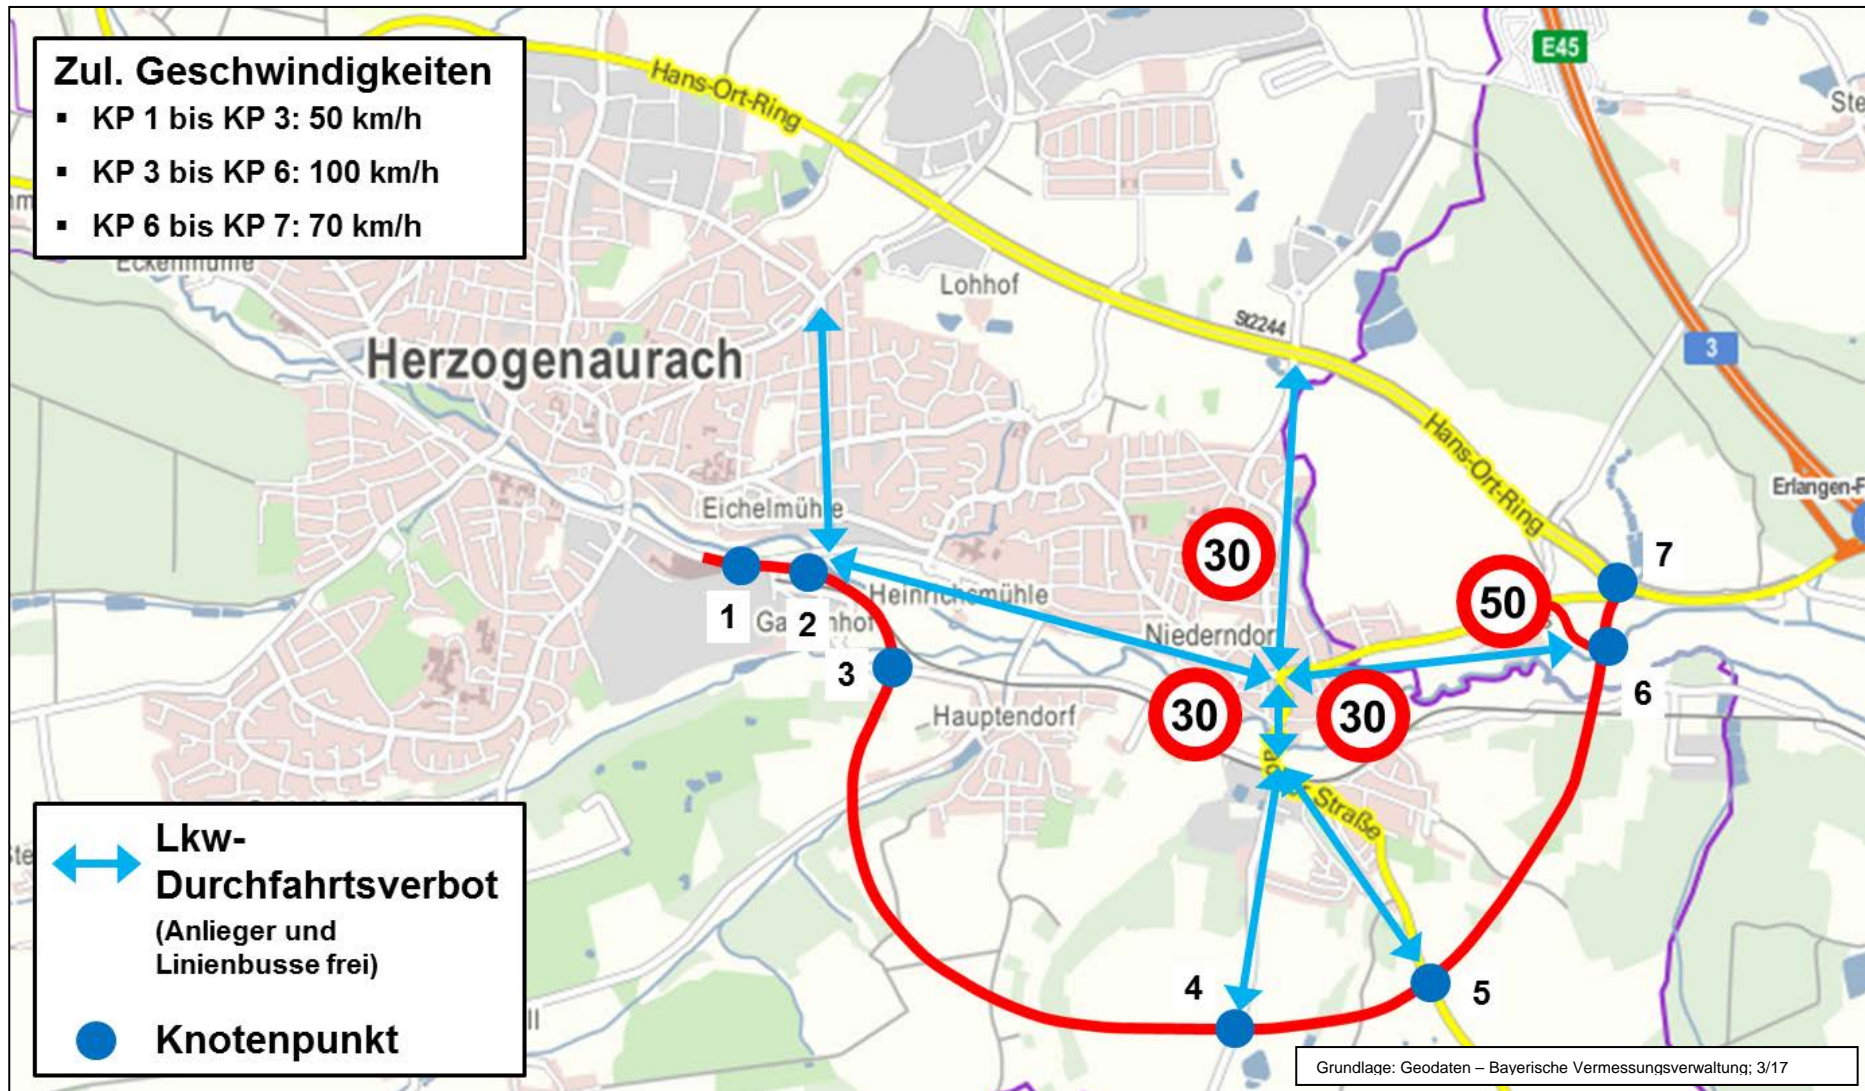 Zul. Geschwindigkeiten
▪ KP 1 bis KP 3: 50 km/h
▪ KP 3 bis KP 6: 100 km/h
▪ KP 6 bis KP 7: 70 km/h
Hans-Ort-Ring
E45
Ste
Eckenmühle
Lohhof
St2244
3
Herzogenaurach
Hans-Ort-Ring
Erlangen-F
Eichelmühle
30
7
50
1
2
Heinrichsmühle
Niederndorf
3
6
Hauptendorf
30
30
Straße
Lkw-
Durchfahrtsverbot
(Anlieger und
Linienbusse frei)
4
5
Knotenpunkt
Grundlage: Geodaten – Bayerische Vermessungsverwaltung; 3/17